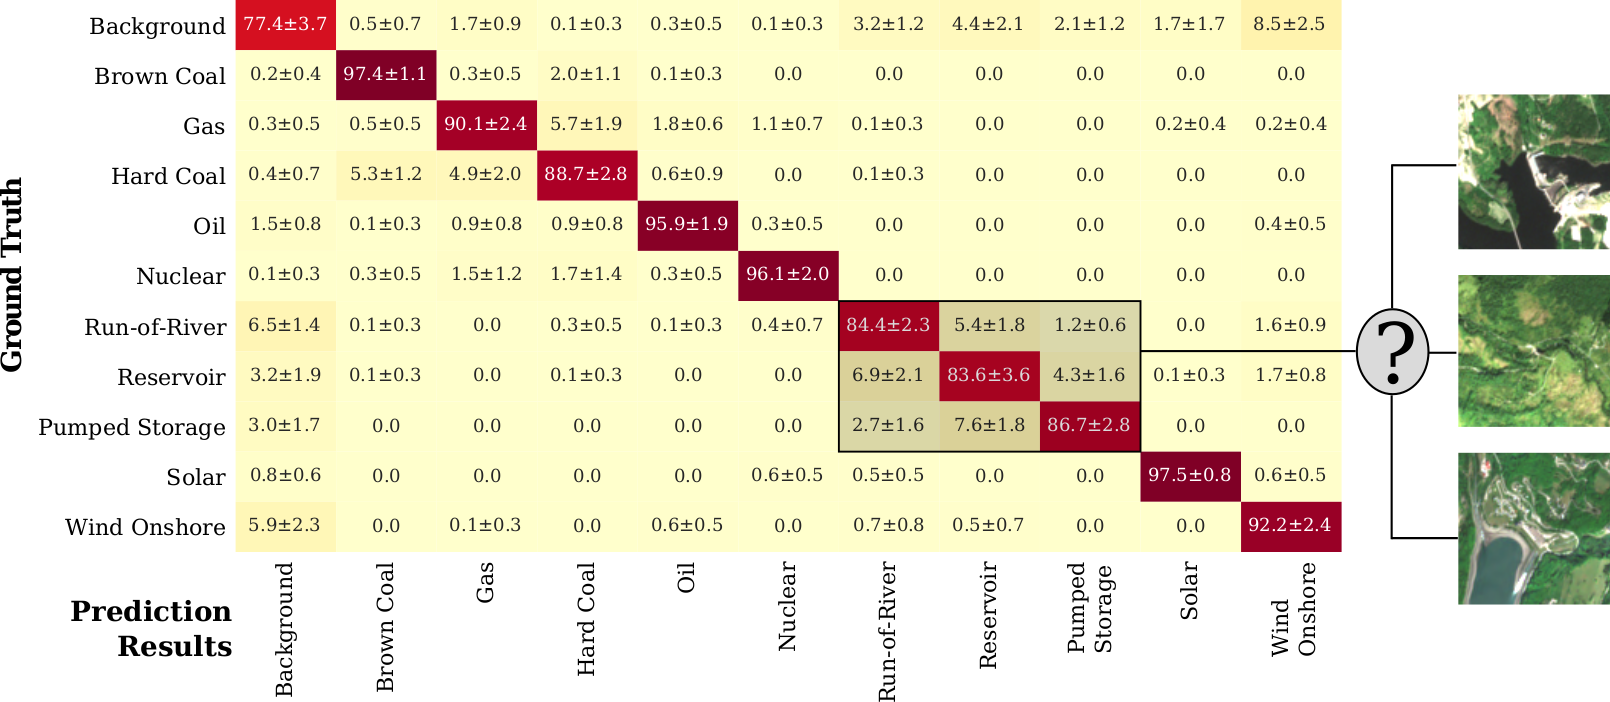 Background 77.4±3.7 0.5±0.7 1.7±0.9 0.1±0.3 0.3±0.5 0.1±0.3 3.2±1.2 4.4±2.1 2.1±1.2 1.7±1.7 8.5±2.5
Brown Coal 0.2±0.4 97.4±1.1 0.3±0.5 2.0±1.1 0.1±0.3 0.0 0.0 0.0 0.0 0.0 0.0
Gas 0.3±0.5 0.5±0.5 90.1±2.4 5.7±1.9 1.8±0.6 1.1±0.7 0.1±0.3 0.0 0.0 0.2±0.4 0.2±0.4
Hard Coal 0.4±0.7 5.3±1.2 4.9±2.0 88.7±2.8 0.6±0.9 0.0 0.1±0.3 0.0 0.0 0.0 0.0
Oil 1.5±0.8 0.1±0.3 0.9±0.8 0.9±0.8 95.9±1.9 0.3±0.5 0.0 0.0 0.0 0.0 0.4±0.5
Nuclear 0.1±0.3 0.3±0.5 1.5±1.2 1.7±1.4 0.3±0.5 96.1±2.0 0.0 0.0 0.0 0.0 0.0
Run-of-River 6.5±1.4 0.1±0.3 0.0 0.3±0.5 0.1±0.3 0.4±0.7 84.4±2.3 5.4±1.8 1.2±0.6 0.0 1.6±0.9
Reservoir 3.2±1.9 0.1±0.3 0.0 0.1±0.3 0.0 0.0 6.9±2.1 83.6±3.6 4.3±1.6 0.1±0.3 1.7±0.8
Pumped Storage 3.0±1.7 0.0 0.0 0.0 0.0 0.0 2.7±1.6 7.6±1.8 86.7±2.8 0.0 0.0
Solar 0.8±0.6 0.0 0.0 0.0 0.0 0.6±0.5 0.5±0.5 0.0 0.0 97.5±0.8 0.6±0.5
Wind Onshore 5.9±2.3 0.0 0.1±0.3 0.0 0.6±0.5 0.0 0.7±0.8 0.5±0.7 0.0 0.0 92.2±2.4
Ground Truth
?
Prediction
Results
Background
Brown Coal
Gas
Hard Coal
Oil
Nuclear
Run-of-River
Reservoir
Pumped
Storage
Solar
Wind
Onshore